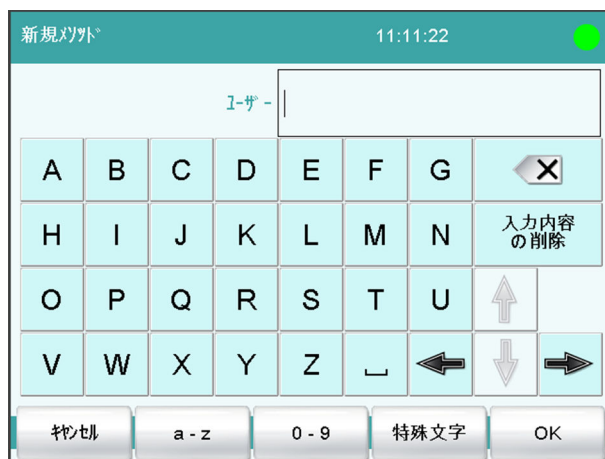 新規ﾒｿｯﾄﾞ 11:11:22
ﾕｰｻﾞｰ
A B C D E F G
H I J K L M N 入力内容
の削除
O P Q R S T U
V W X Y Z
ｷｬﾝｾﾙ a - z 0 - 9 特殊文字 OK